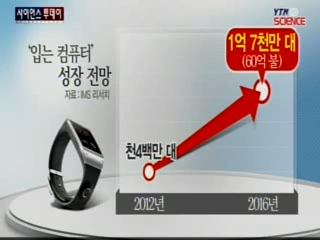 사이언스 투데이
YTN
SCIENCE
'입는 컴퓨터'
성장 전망
자료 : IMS 리서치
1억 7천만 대
(60억 불)
천4백만 대
2012년
2016년